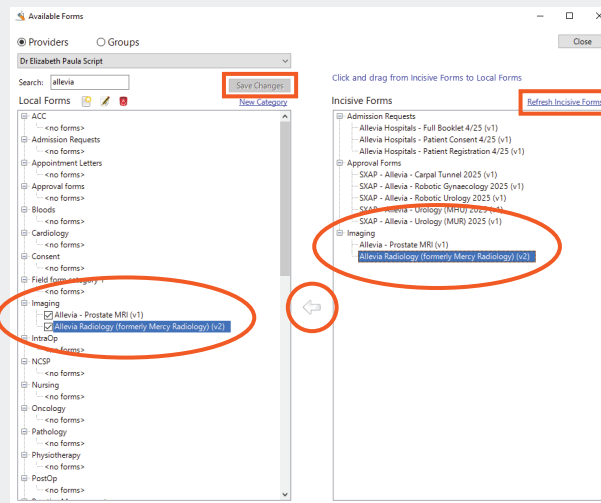 Available Forms
Providers Groups
Close
Dr Elizabeth Paula Script
Search: allevia
Save Changes
Click and drag from Incisive Forms to Local Forms
Local Forms
New Category
Incisive Forms
Refresh Incisive Forms
ACC
<no forms>
Admission Requests
<no forms>
Appointment Letters
<no forms>
Approval forms
<no forms>
Bloods
<no forms>
Cardiology
<no forms>
Consent
<no forms>
Field form category 1
<no forms>
Imaging
Allevia - Prostate MRI (v1)
Allevia Radiology (formerly Mercy Radiology) (v2)
IntraOp
<no forms>
NCSP
<no forms>
Nursing
<no forms>
Oncology
<no forms>
Pathology
<no forms>
Physiotherapy
<no forms>
PostOp
<no forms>
Admission Requests
Allevia Hospitals - Full Booklet 4/25 (v1)
Allevia Hospitals - Patient Consent 4/25 (v1)
Allevia Hospitals - Patient Registration 4/25 (v1)
Approval Forms
SXAP - Allevia - Carpal Tunnel 2025 (v1)
SXAP - Allevia - Robotic Gynaecology 2025 (v1)
SXAP - Allevia - Robotic Urology 2025 (v1)
SXAP - Allevia - Urology (MHU) 2025 (v1)
SXAP - Allevia - Urology (MUR) 2025 (v1)
Imaging
Allevia - Prostate MRI (v1)
Allevia Radiology (formerly Mercy Radiology) (v2)